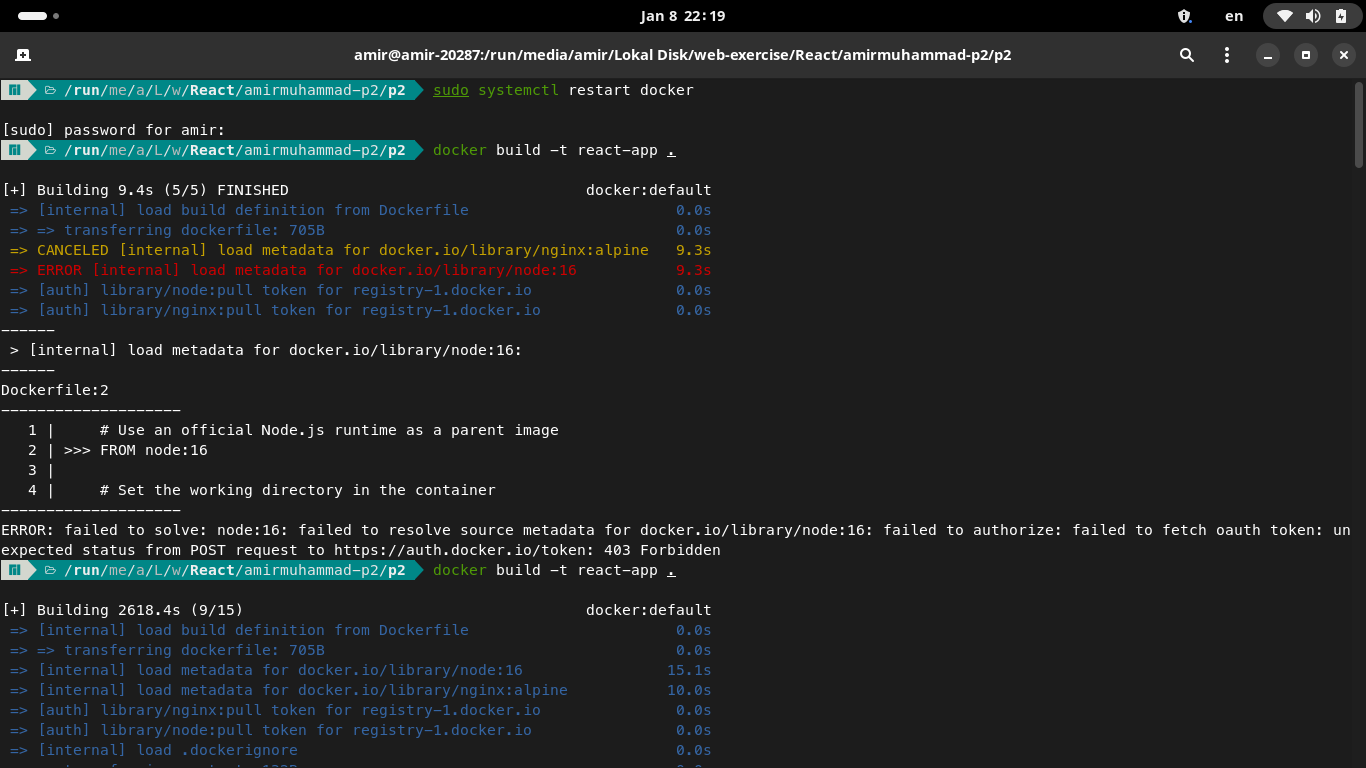 Jan 8 22:19
en
amir@amir-20287:/run/media/amir/Lokal Disk/web-exercise/React/amirmuhammad-p2/p2
/run/me/a/L/w/React/amirmuhammad-p2/p2 sudo systemctl restart docker
[sudo] password for amir:
/run/me/a/L/w/React/amirmuhammad-p2/p2 docker build -t react-app .
[+] Building 9.4s (5/5) FINISHED docker:default
=> [internal] load build definition from Dockerfile 0.0s
=> => transferring dockerfile: 705B 0.0s
=> CANCELED [internal] load metadata for docker.io/library/nginx:alpine 9.3s
=> ERROR [internal] load metadata for docker.io/library/node:16 9.3s
=> [auth] library/node:pull token for registry-1.docker.io 0.0s
=> [auth] library/nginx:pull token for registry-1.docker.io 0.0s
------
> [internal] load metadata for docker.io/library/node:16:
------
Dockerfile:2
--------------------
1 | # Use an official Node.js runtime as a parent image
2 | >>> FROM node:16
3 |
4 | # Set the working directory in the container
--------------------
ERROR: failed to solve: node:16: failed to resolve source metadata for docker.io/library/node:16: failed to authorize: failed to fetch oauth token: un
expected status from POST request to https://auth.docker.io/token: 403 Forbidden
/run/me/a/L/w/React/amirmuhammad-p2/p2 docker build -t react-app .
[+] Building 2618.4s (9/15) docker:default
=> [internal] load build definition from Dockerfile 0.0s
=> => transferring dockerfile: 705B 0.0s
=> [internal] load metadata for docker.io/library/node:16 15.1s
=> [internal] load metadata for docker.io/library/nginx:alpine 10.0s
=> [auth] library/nginx:pull token for registry-1.docker.io 0.0s
=> [auth] library/node:pull token for registry-1.docker.io 0.0s
=> [internal] load .dockerignore 0.0s